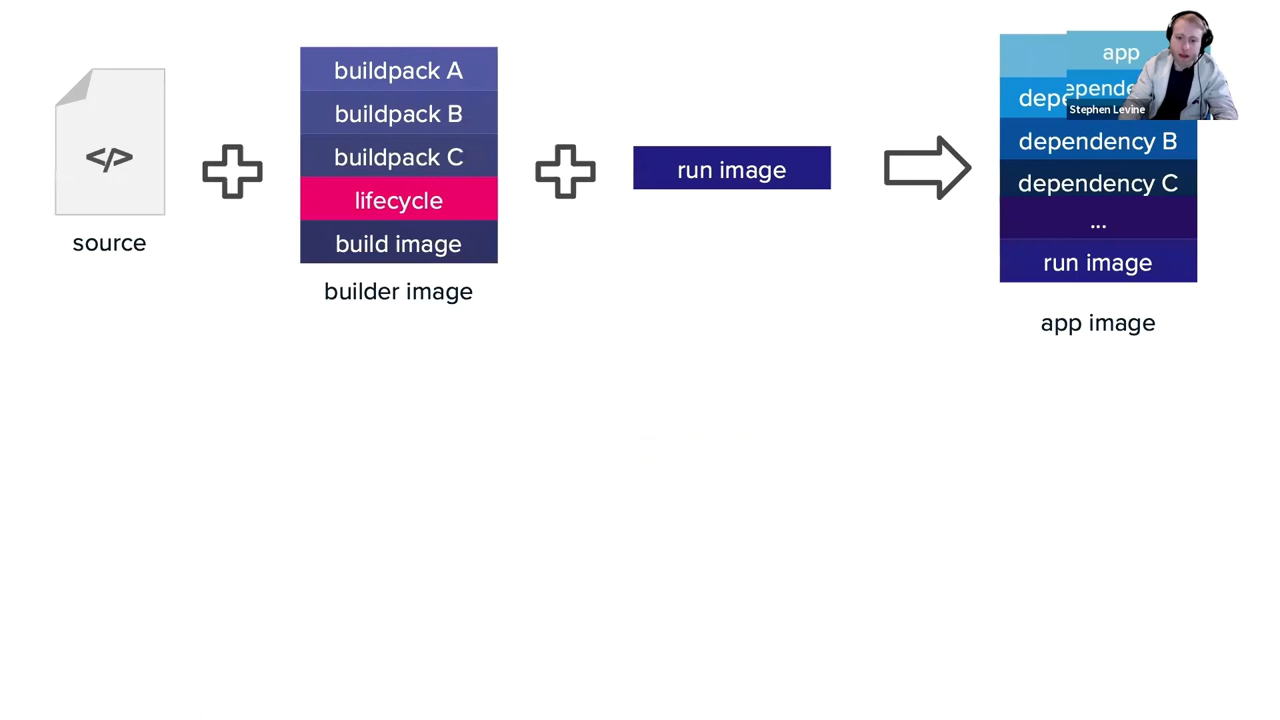 </>
source
buildpack A
buildpack B
buildpack C
lifecycle
build image
builder image
run image
app
Stephen Levine
dependency B
dependency C
...
run image
app image